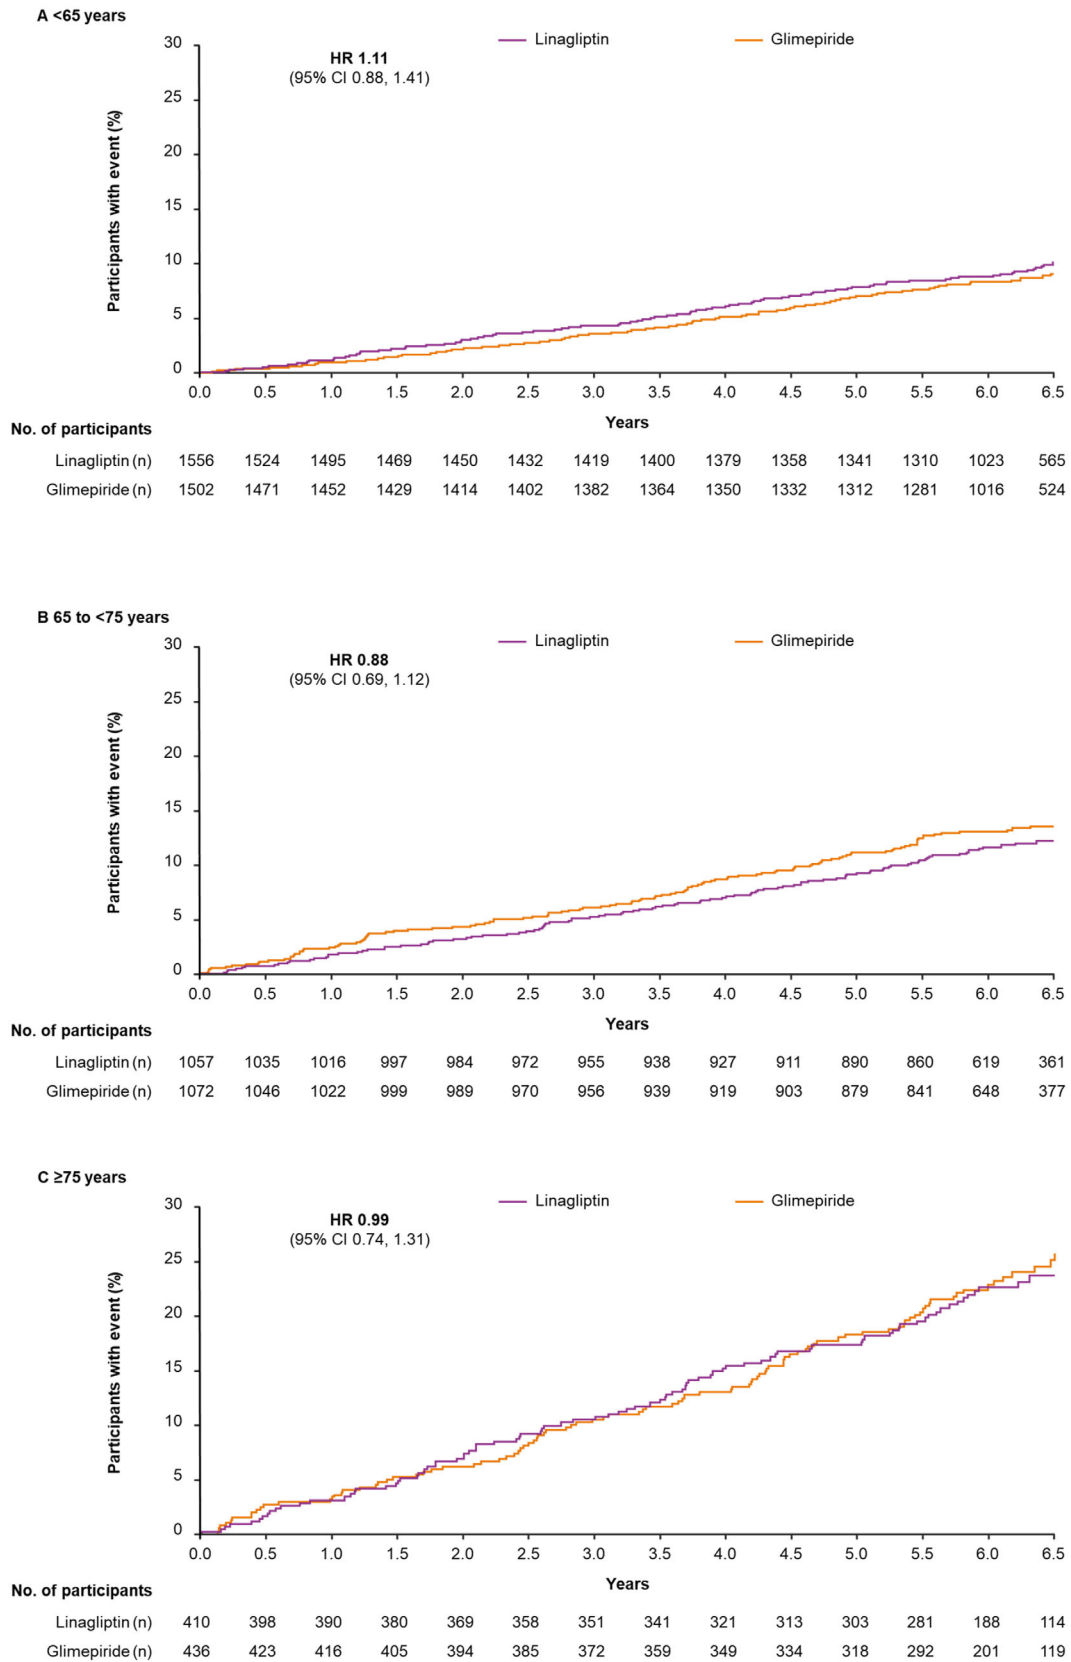 A <65 years
Linagliptin Glimepiride
HR 1.11
(95% CI 0.88, 1.41)
Participants with event (%)
30
25
20
15
10
5
0
0.0 0.5 1.0 1.5 2.0 2.5 3.0 3.5 4.0 4.5 5.0 5.5 6.0 6.5
Years
No. of participants
Linagliptin (n) 1556 1524 1495 1469 1450 1432 1419 1400 1379 1358 1341 1310 1023 565
Glimepiride (n) 1502 1471 1452 1429 1414 1402 1382 1364 1350 1332 1312 1281 1016 524
B 65 to <75 years
Linagliptin Glimepiride
HR 0.88
(95% CI 0.69, 1.12)
Participants with event (%)
30
25
20
15
10
5
0
0.0 0.5 1.0 1.5 2.0 2.5 3.0 3.5 4.0 4.5 5.0 5.5 6.0 6.5
Years
No. of participants
Linagliptin (n) 1057 1035 1016 997 984 972 955 938 927 911 890 860 619 361
Glimepiride (n) 1072 1046 1022 999 989 970 956 939 919 903 879 841 648 377
C ≥75 years
Linagliptin Glimepiride
HR 0.99
(95% CI 0.74, 1.31)
Participants with event (%)
30
25
20
15
10
5
0
0.0 0.5 1.0 1.5 2.0 2.5 3.0 3.5 4.0 4.5 5.0 5.5 6.0 6.5
Years
No. of participants
Linagliptin (n) 410 398 390 380 369 358 351 341 321 313 303 281 188 114
Glimepiride (n) 436 423 416 405 394 385 372 359 349 334 318 292 201 119